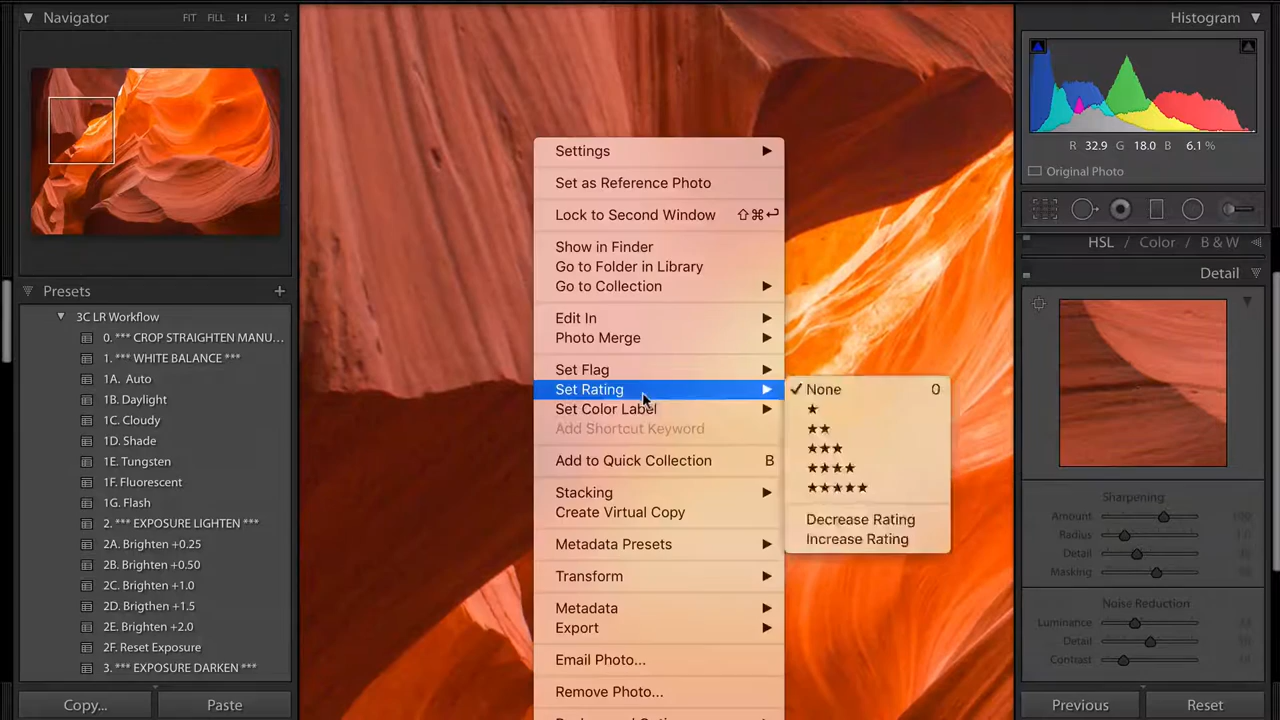 Navigator
FIT FILL 1:1 1:2
Presets +
3C LR Workflow
0. *** CROP STRAIGHTEN MANU...
1. *** WHITE BALANCE ***
1A. Auto
1B. Daylight
1C. Cloudy
1D. Shade
1E. Tungsten
1F. Fluorescent
1G. Flash
2. *** EXPOSURE LIGHTEN ***
2A. Brighten +0.25
2B. Brighten +0.50
2C. Brighten +1.0
2D. Brigthen +1.5
2E. Brighten +2.0
2F. Reset Exposure
3. *** EXPOSURE DARKEN ***
Copy...
Paste
Settings
Set as Reference Photo
Lock to Second Window ⇧⌘↩
Show in Finder
Go to Folder in Library
Go to Collection
Edit In
Photo Merge
Set Flag
Set Rating
Set Color Label
Add Shortcut Keyword
Add to Quick Collection B
Stacking
Create Virtual Copy
Metadata Presets
Transform
Metadata
Export
Email Photo...
Remove Photo...
✓ None 0
★
★★
★★★
★★★★
★★★★★
Decrease Rating
Increase Rating
Histogram
R 32.9 G 18.0 B 6.1 %
Original Photo
HSL / Color / B & W
Detail
Sharpening
Amount
Radius
Detail
Masking
Noise Reduction
Luminance
Detail
Contrast
Previous
Reset